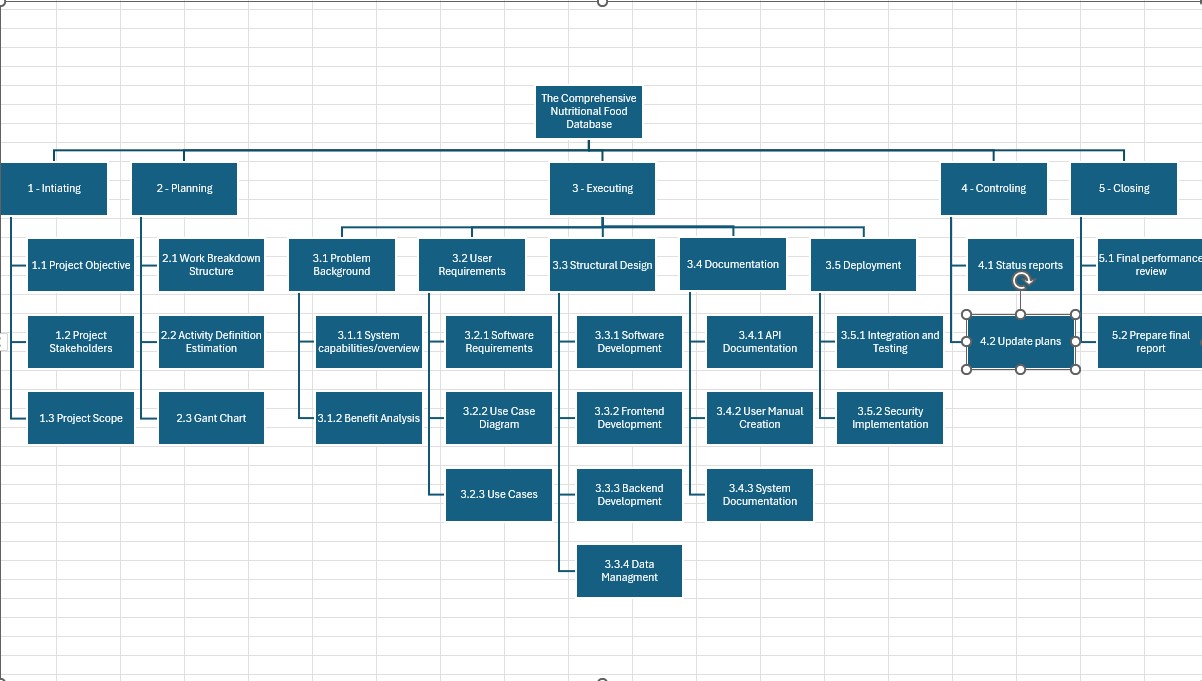 The Comprehensive
Nutritional Food
Database
1 - Intiating
2 - Planning
3 - Executing
4 - Controling
5 - Closing
1.1 Project Objective
1.2 Project
Stakeholders
1.3 Project Scope
2.1 Work Breakdown
Structure
2.2 Activity Definition
Estimation
2.3 Gant Chart
3.1 Problem
Background
3.1.1 System
capabilities/overview
3.1.2 Benefit Analysis
3.2 User
Requirements
3.2.1 Software
Requirements
3.2.2 Use Case
Diagram
3.2.3 Use Cases
3.3 Structural Design
3.3.1 Software
Development
3.3.2 Frontend
Development
3.3.3 Backend
Development
3.3.4 Data
Managment
3.4 Documentation
3.4.1 API
Documentation
3.4.2 User Manual
Creation
3.4.3 System
Documentation
3.5 Deployment
3.5.1 Integration and
Testing
3.5.2 Security
Implementation
4.1 Status reports
4.2 Update plans
5.1 Final performance
review
5.2 Prepare final
report